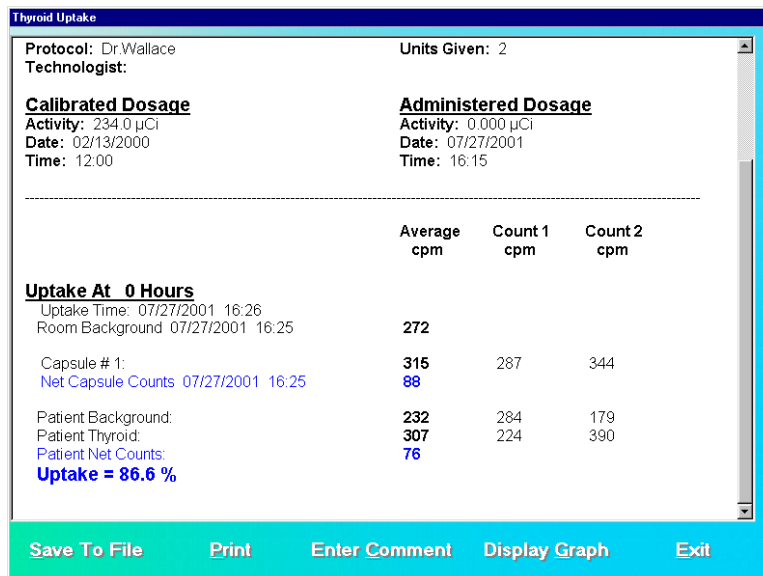 Thyroid Uptake
Protocol: Dr.Wallace Units Given: 2
Technologist:
Calibrated Dosage Administered Dosage
Activity: 234.0 µCi Activity: 0.000 µCi
Date: 02/13/2000 Date: 07/27/2001
Time: 12:00 Time: 16:15
Average Count 1 Count 2
cpm cpm cpm
Uptake At 0 Hours
Uptake Time: 07/27/2001 16:26
Room Background 07/27/2001 16:25 272
Capsule # 1: 315 287 344
Net Capsule Counts 07/27/2001 16:25 88
Patient Background: 232 284 179
Patient Thyroid: 307 224 390
Patient Net Counts: 76
Uptake = 86.6 %
Save To File Print Enter Comment Display Graph Exit